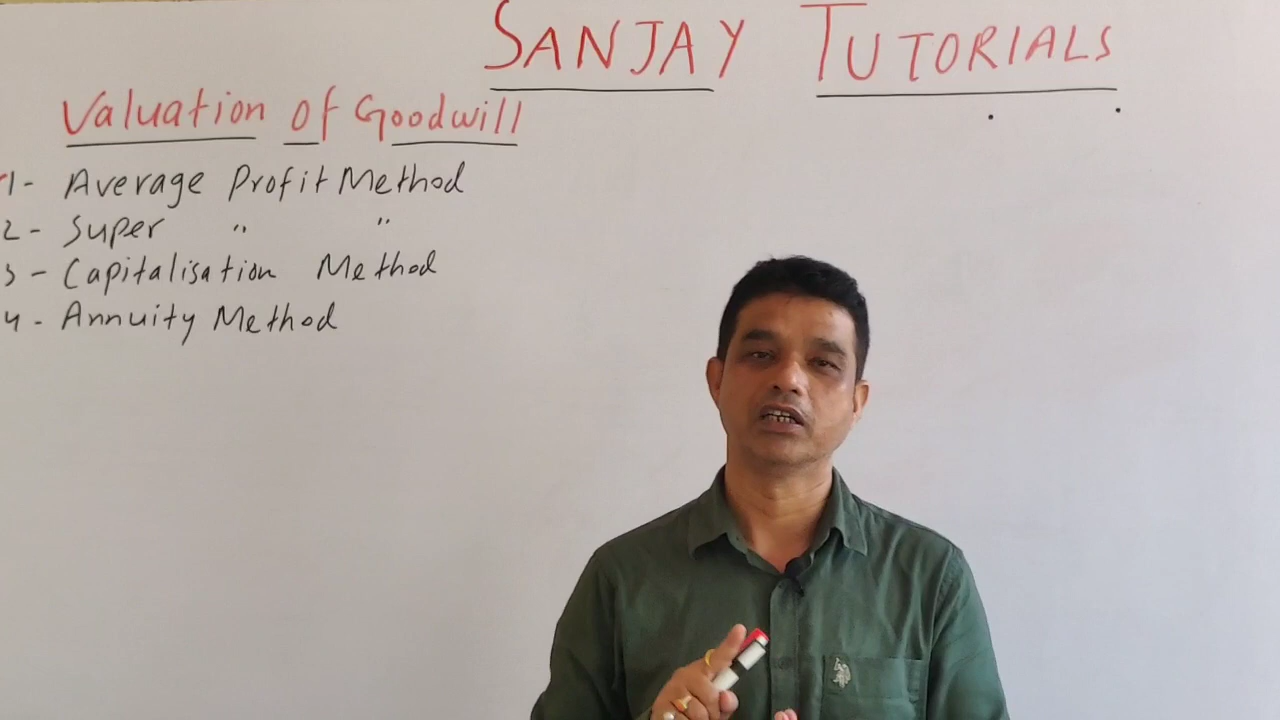 SANJAY TUTORIALS
Valuation of Goodwill
1- Average Profit Method
2- Super " "
3- Capitalisation Method
4- Annuity Method